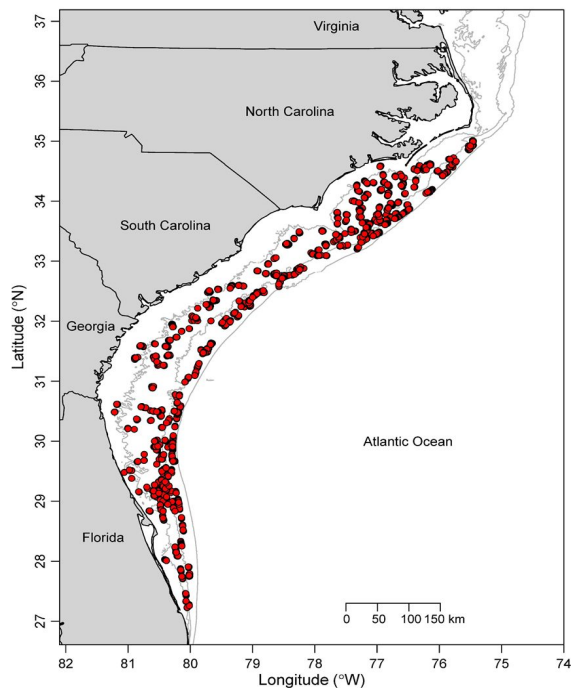 37
Virginia
36
North Carolina
35
34
South Carolina
33
Latitude (°N)
32
Georgia
31
30
Atlantic Ocean
29
Florida
28
0 50 100 150 km
27
82 81 80 79 78 77 76 75 74
Longitude (°W)